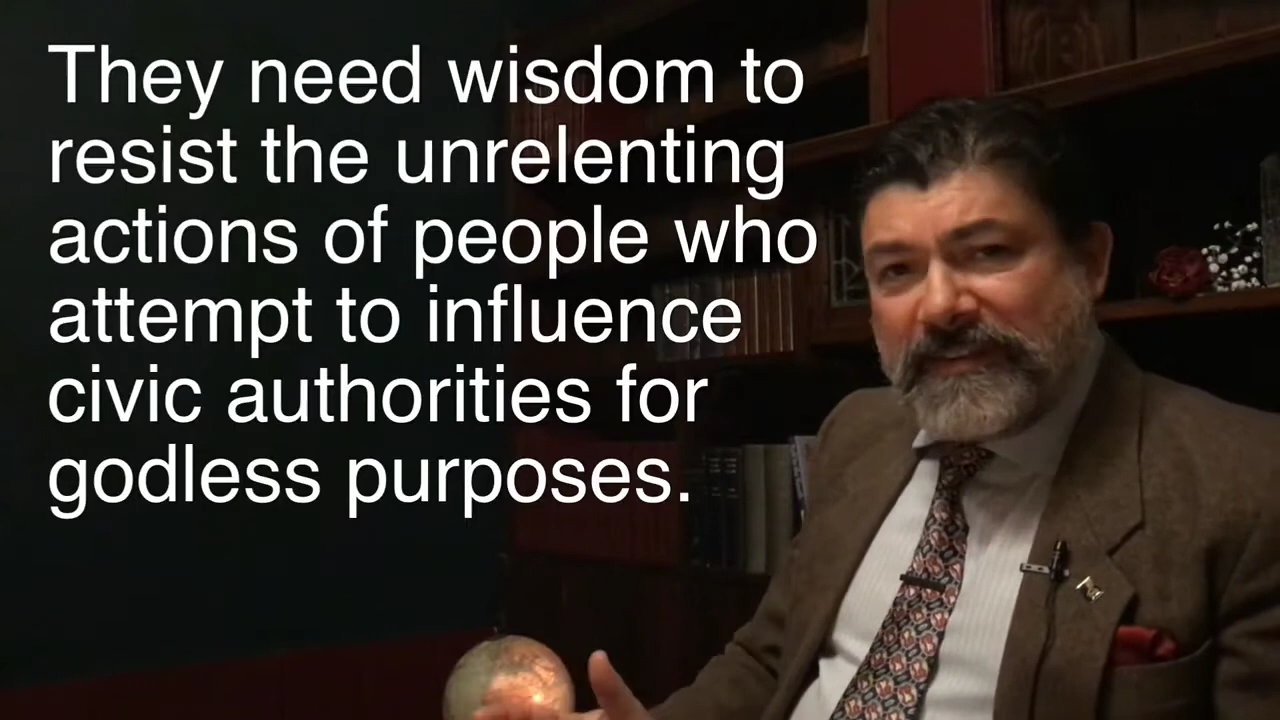 They need wisdom to
resist the unrelenting
actions of people who
attempt to influence
civic authorities for
godless purposes.